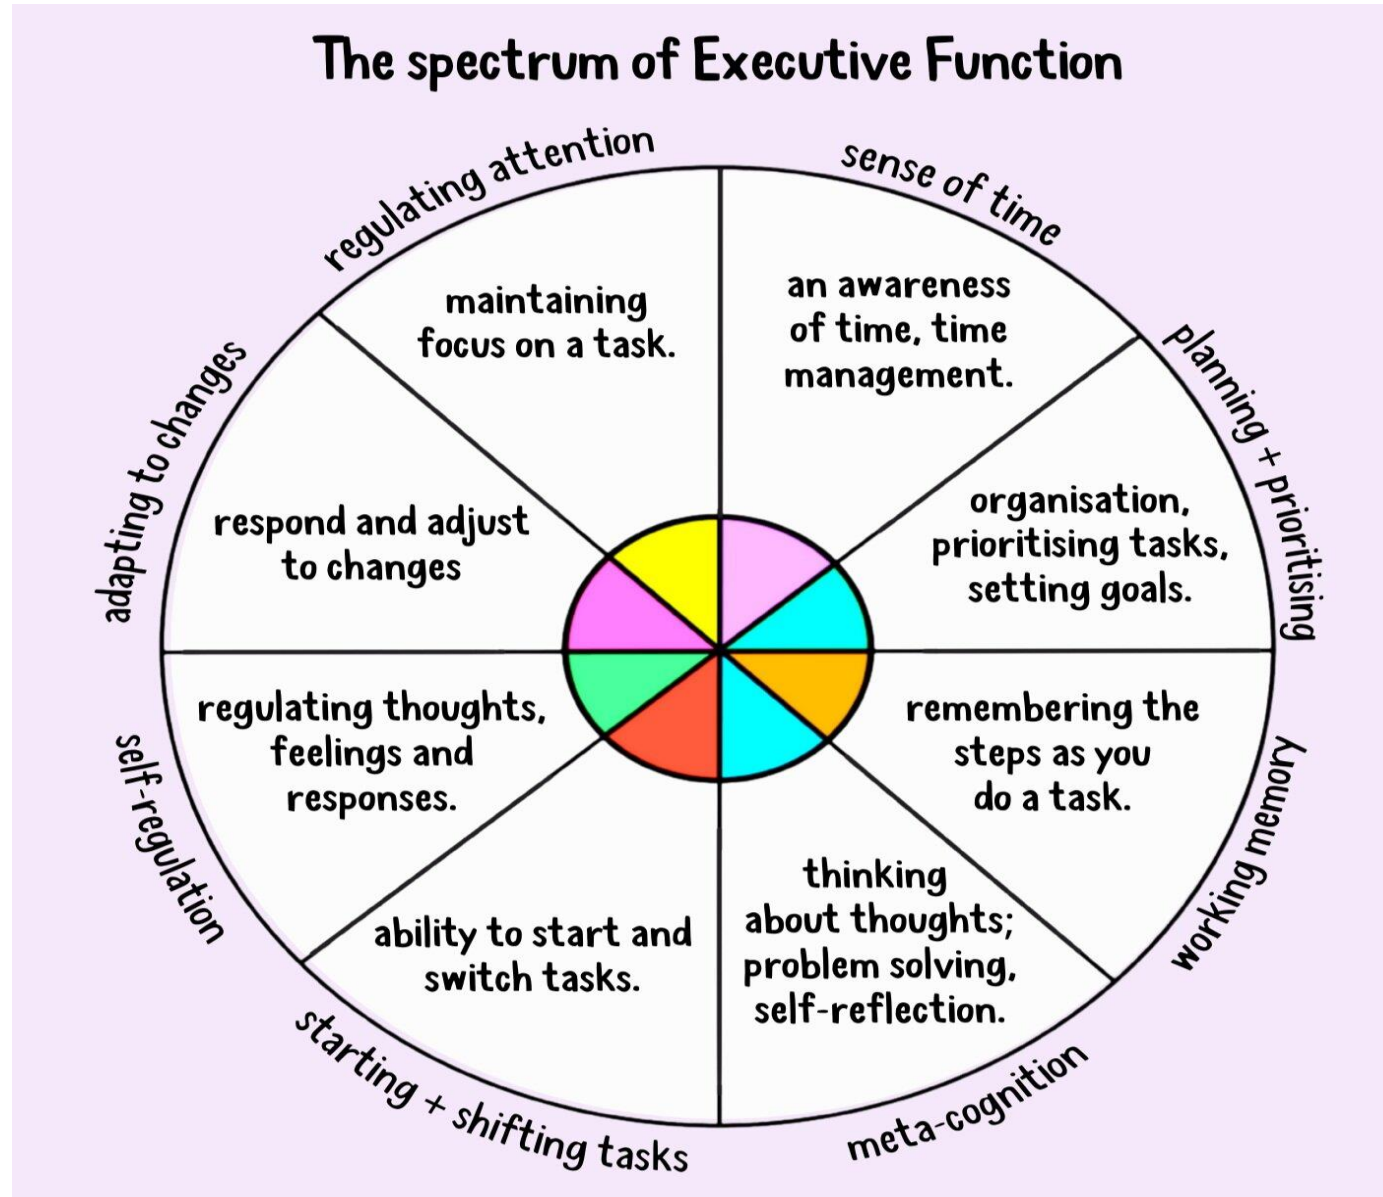 The spectrum of Executive Function
regulating attention
maintaining
focus on a task.
sense of time
an awareness
of time, time
management.
planning + prioritising
organisation,
prioritising tasks,
setting goals.
working memory
remembering the
steps as you
do a task.
meta-cognition
thinking
about thoughts;
problem solving,
self-reflection.
starting + shifting tasks
ability to start and
switch tasks.
self-regulation
regulating thoughts,
feelings and
responses.
adapting to changes
respond and adjust
to changes